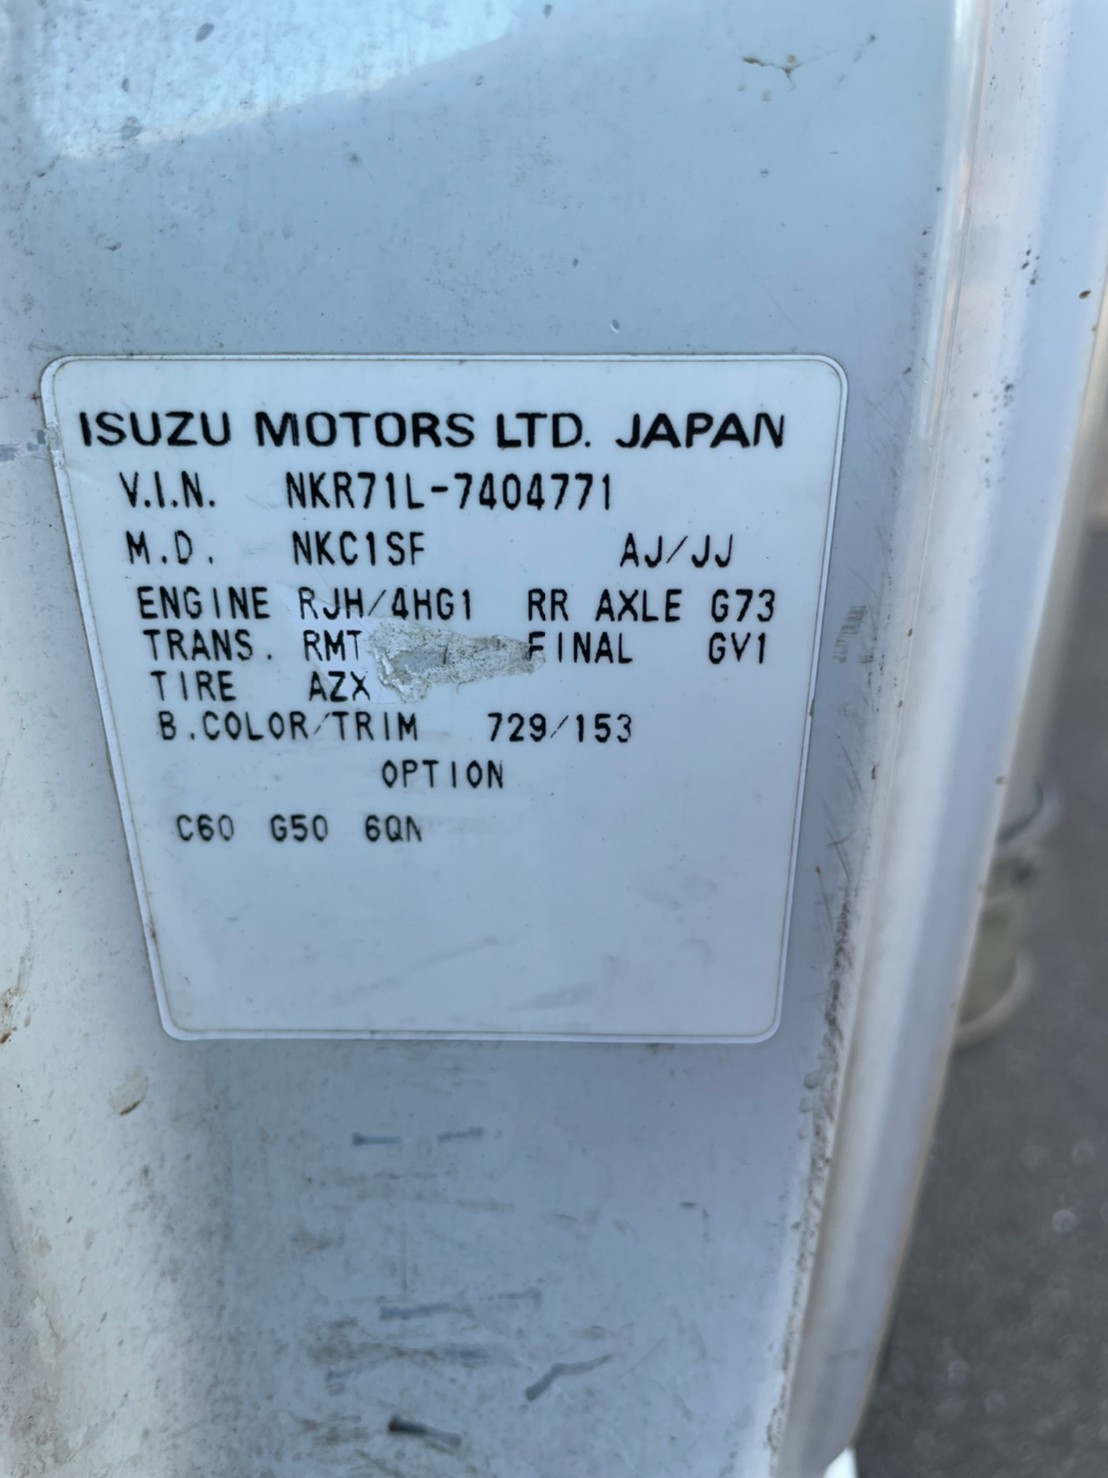 ISUZU MOTORS LTD. JAPAN
V.I.N. NKR71L-7404771
M.D. NKC1SF AJ/JJ
ENGINE RJH/4HG1 RR AXLE G73
TRANS. RMT FINAL GV1
TIRE AZX
B.COLOR/TRIM 729/153
OPTION
C60 G50 6QN